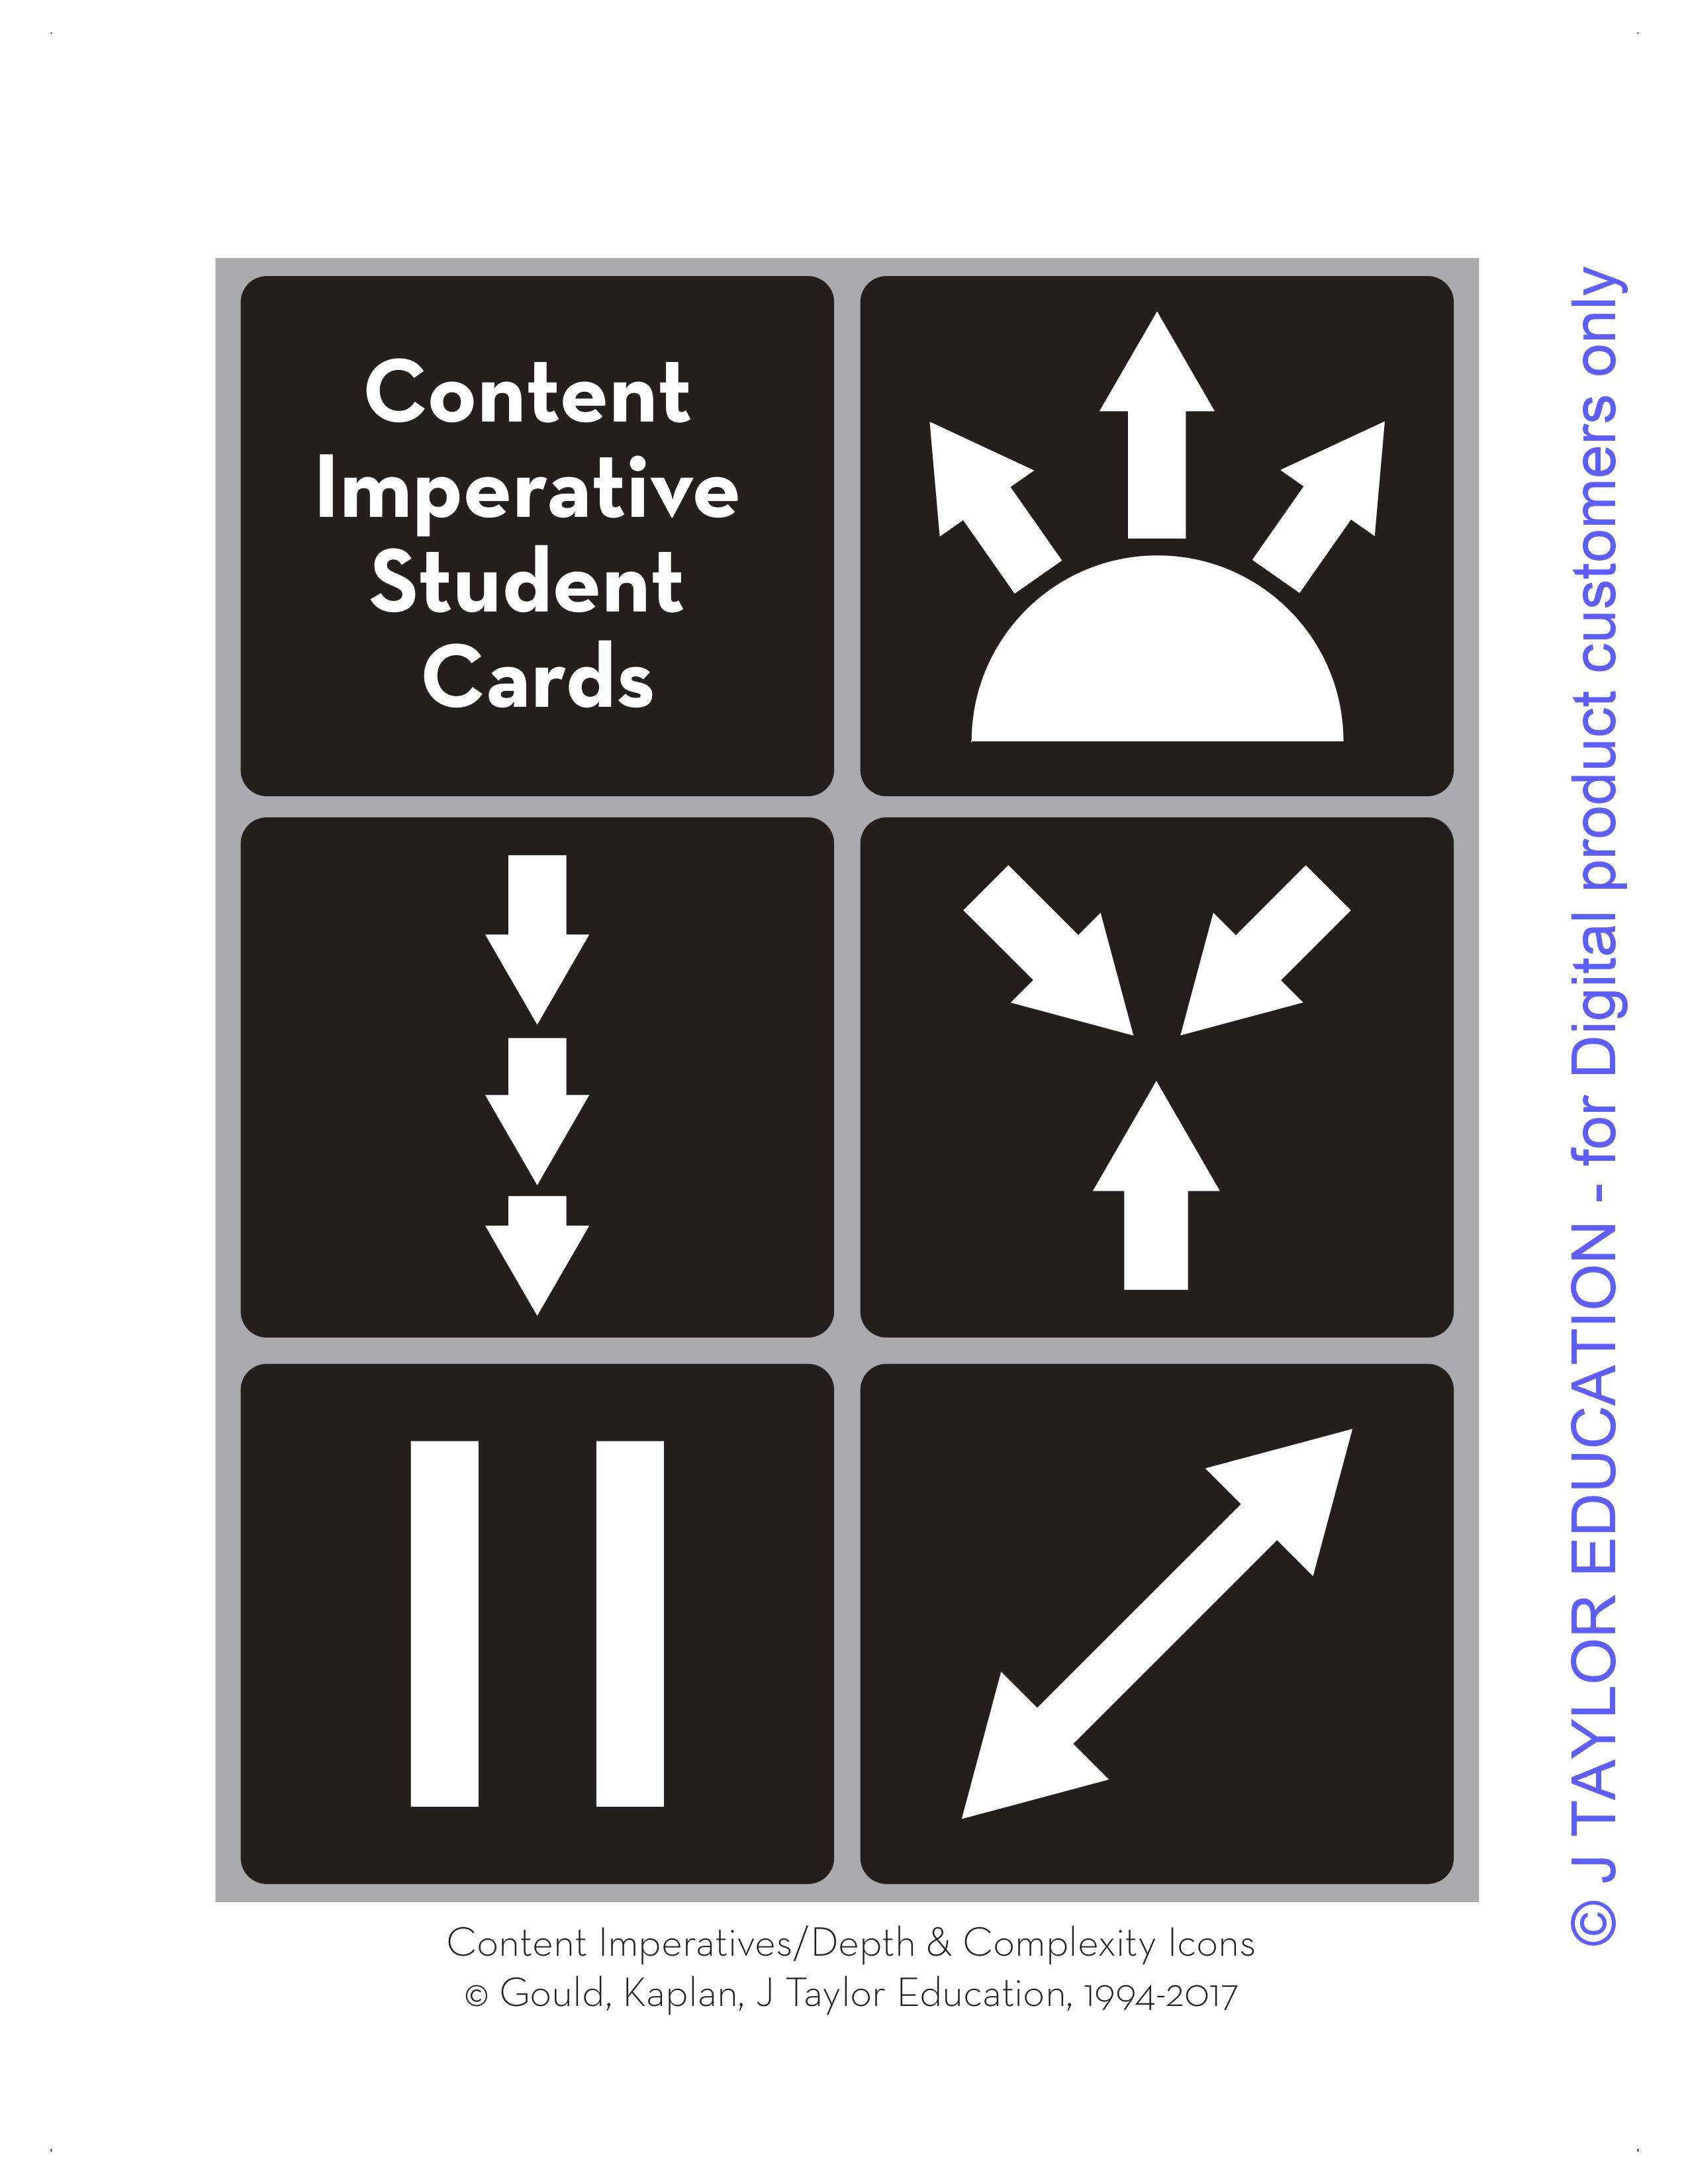 Content
Imperative
Student
Cards
Content Imperatives/Depth & Complexity Icons
© Gould, Kaplan, J Taylor Education, 1994-2017
© J TAYLOR EDUCATION - for Digital product customers only